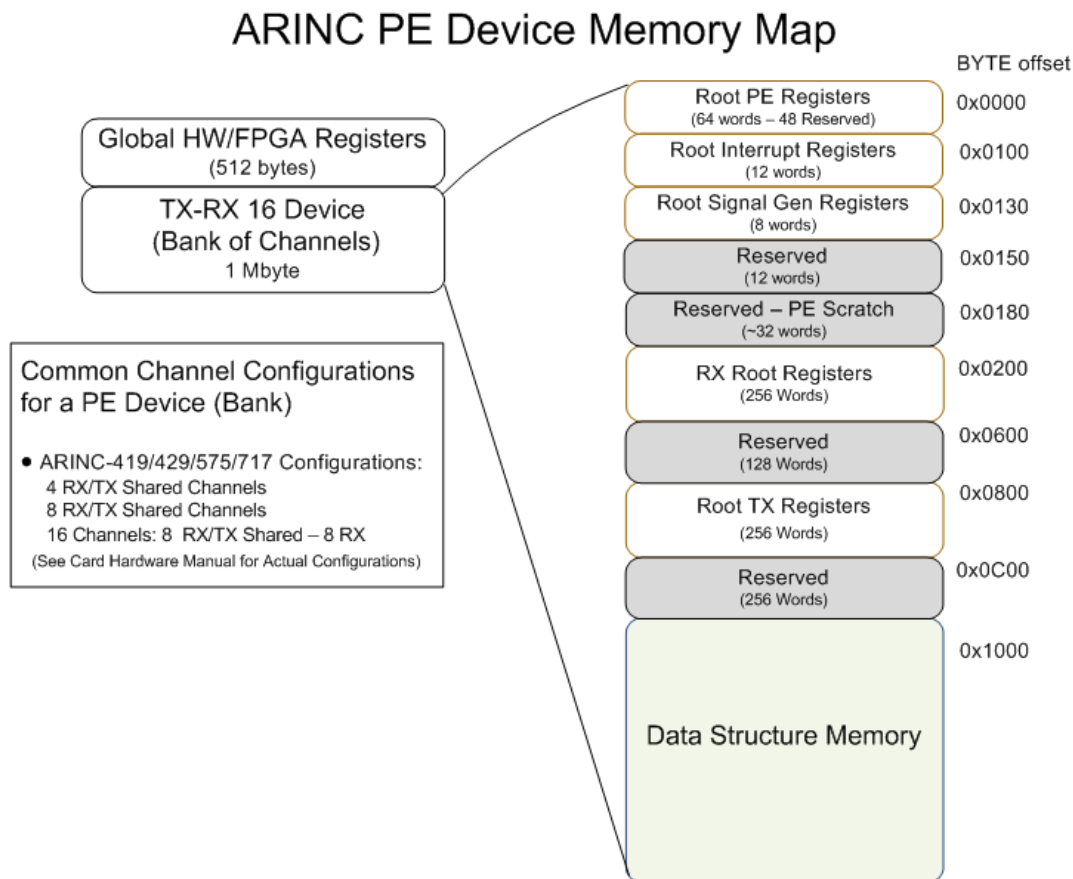 ARINC PE Device Memory Map
Global HW/FPGA Registers
(512 bytes)
TX-RX 16 Device
(Bank of Channels)
1 Mbyte
Common Channel Configurations
for a PE Device (Bank)
● ARINC-419/429/575/717 Configurations:
4 RX/TX Shared Channels
8 RX/TX Shared Channels
16 Channels: 8 RX/TX Shared – 8 RX
(See Card Hardware Manual for Actual Configurations)
BYTE offset
Root PE Registers
(64 words – 48 Reserved)
0x0000
Root Interrupt Registers
(12 words)
0x0100
Root Signal Gen Registers
(8 words)
0x0130
Reserved
(12 words)
0x0150
Reserved – PE Scratch
(~32 words)
0x0180
RX Root Registers
(256 Words)
0x0200
Reserved
(128 Words)
0x0600
Root TX Registers
(256 Words)
0x0800
Reserved
(256 Words)
0x0C00
Data Structure Memory
0x1000